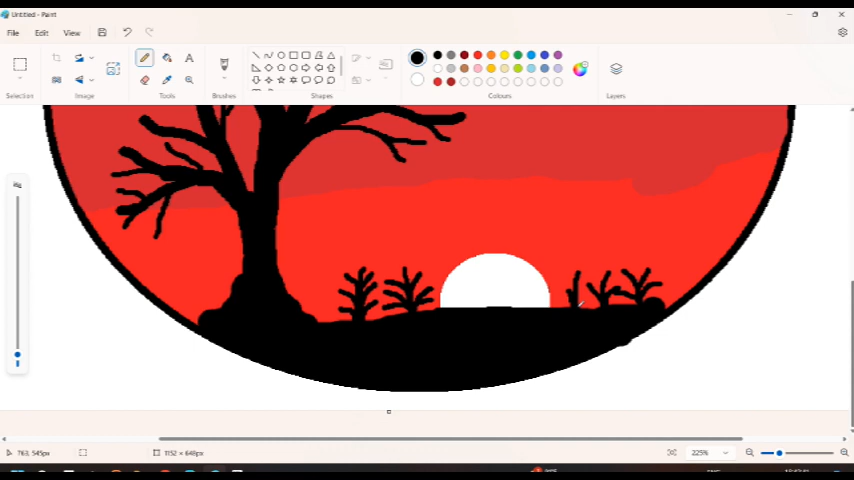 Untitled - Paint
File Edit View
Selection Image Tools Brushes Shapes Colours Layers
763, 545px 1152 × 648px 225%